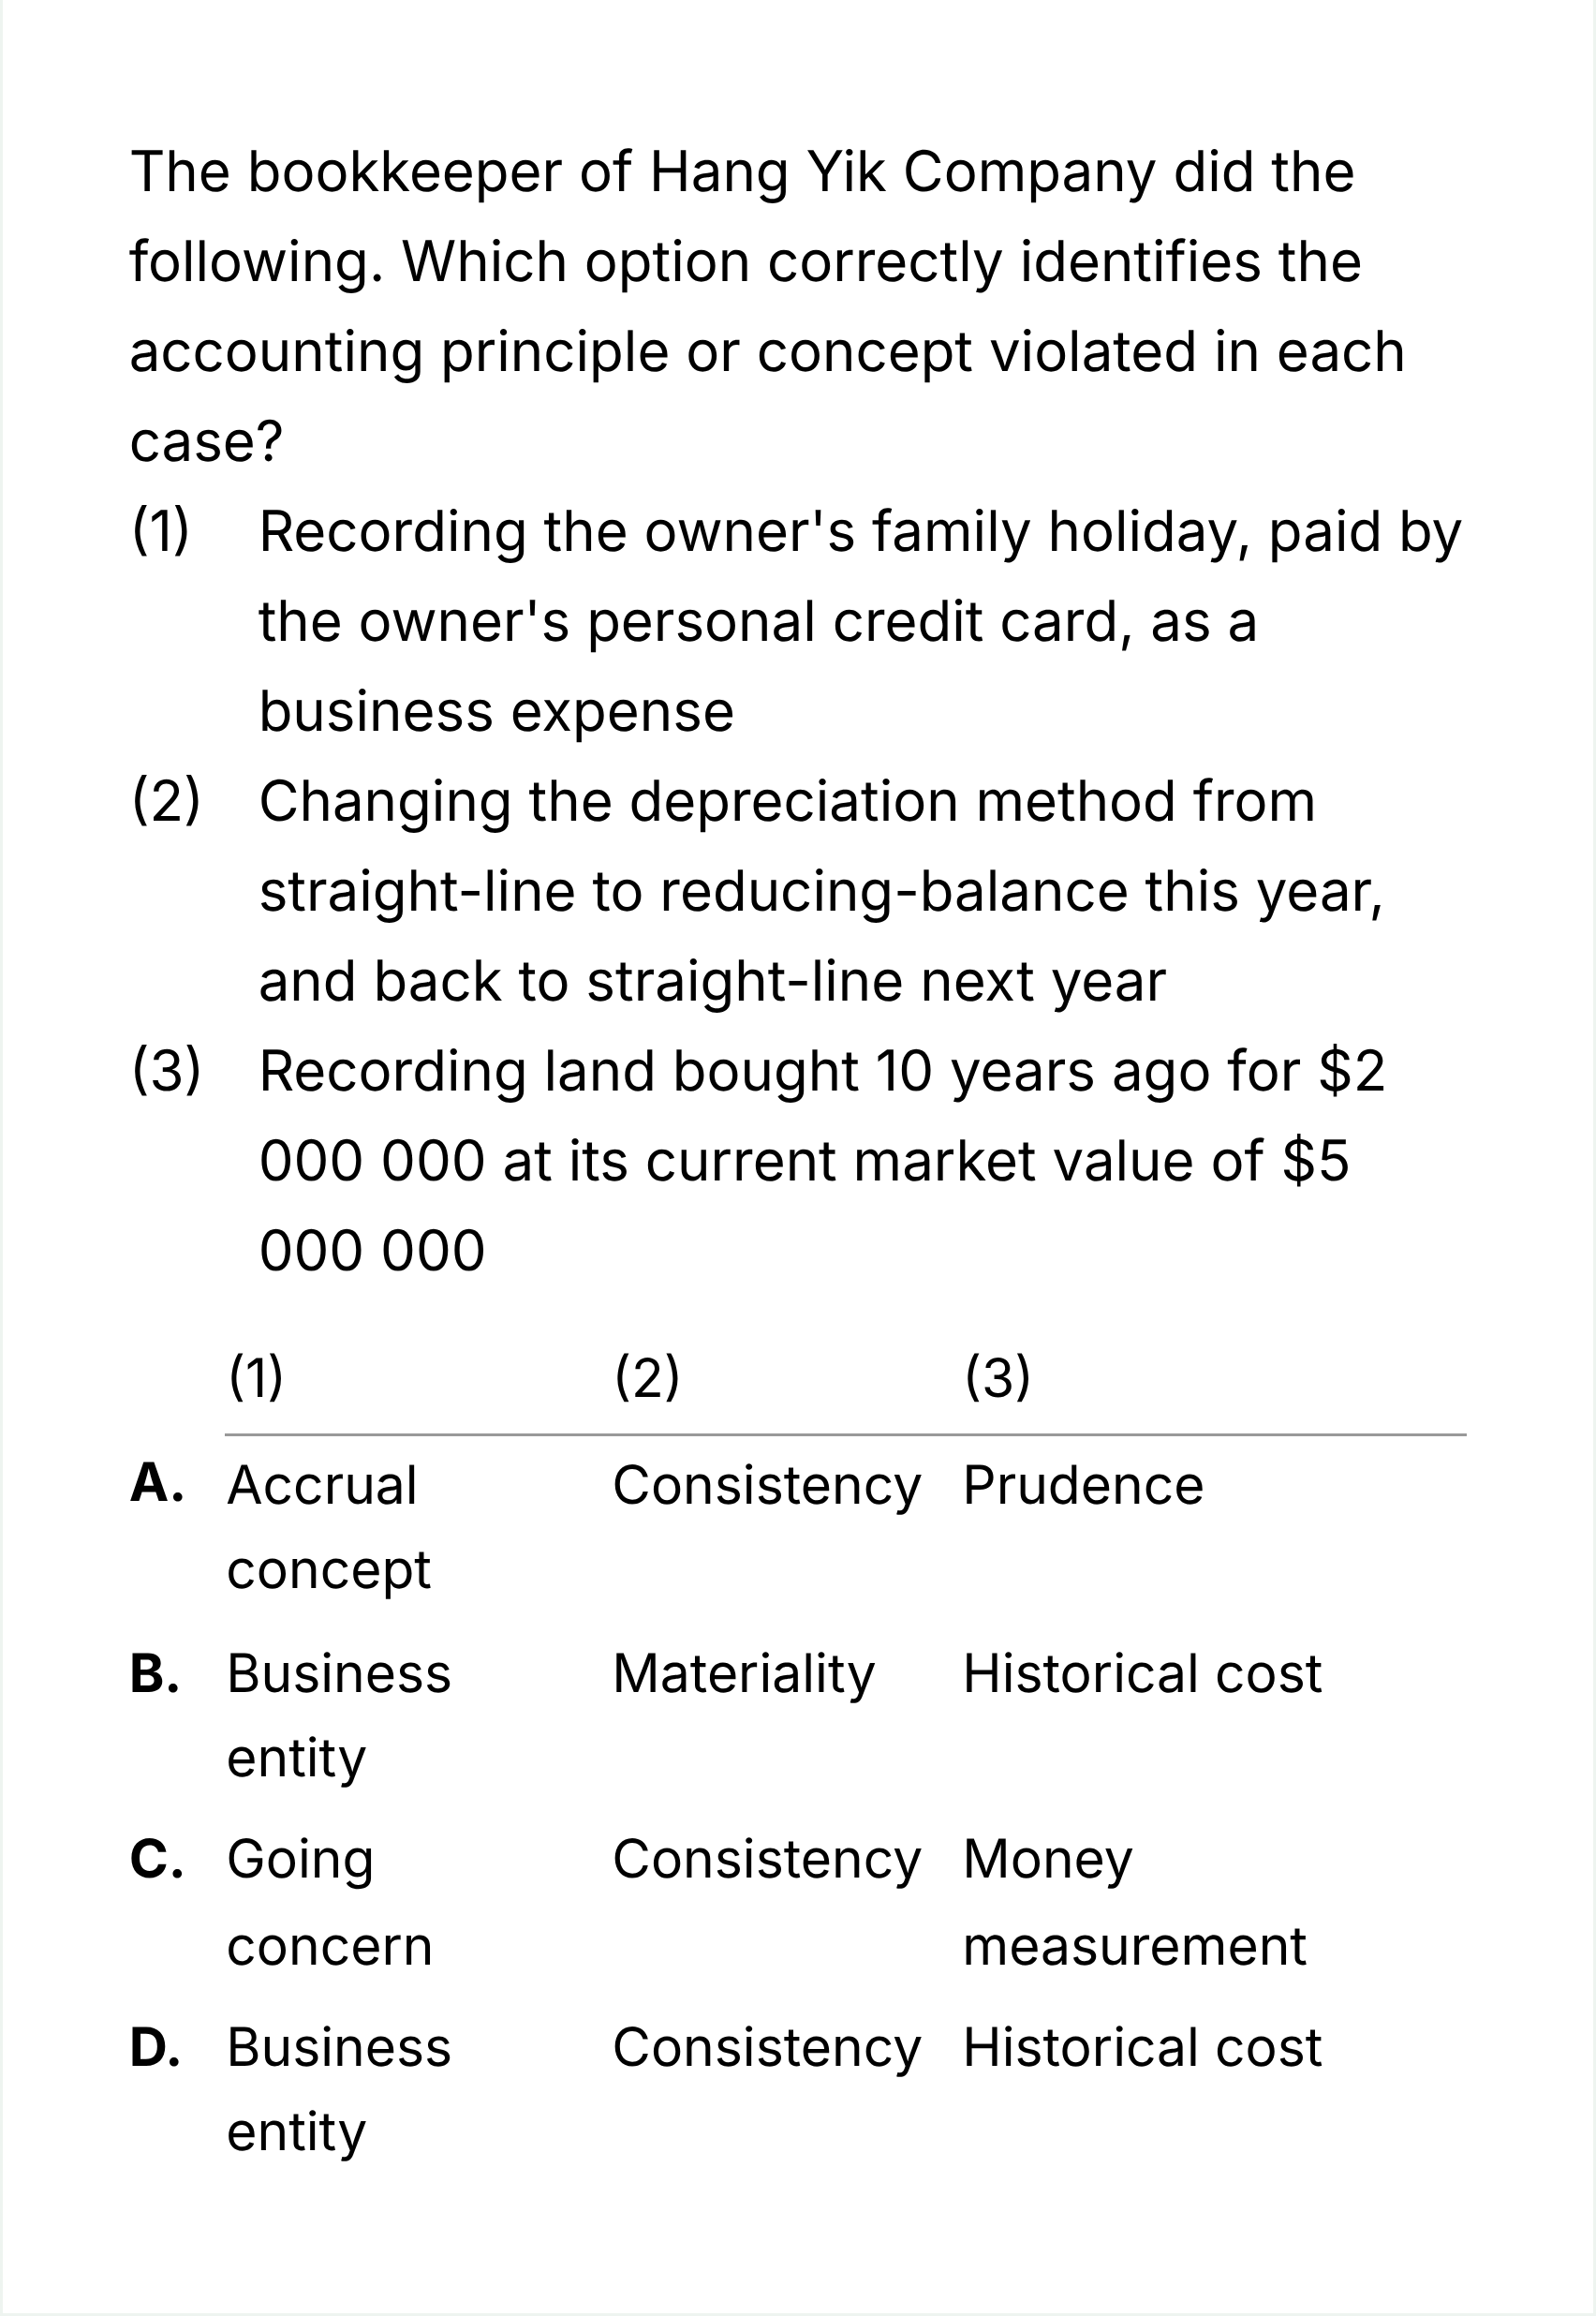 The bookkeeper of Hang Yik Company did the
following. Which option correctly identifies the
accounting principle or concept violated in each
case?
(1) Recording the owner's family holiday, paid by
the owner's personal credit card, as a
business expense
(2) Changing the depreciation method from
straight-line to reducing-balance this year,
and back to straight-line next year
(3) Recording land bought 10 years ago for $2
000 000 at its current market value of $5
000 000
(1) (2) (3)
A. Accrual Consistency Prudence
concept
B. Business Materiality Historical cost
entity
C. Going Consistency Money
concern measurement
D. Business Consistency Historical cost
entity